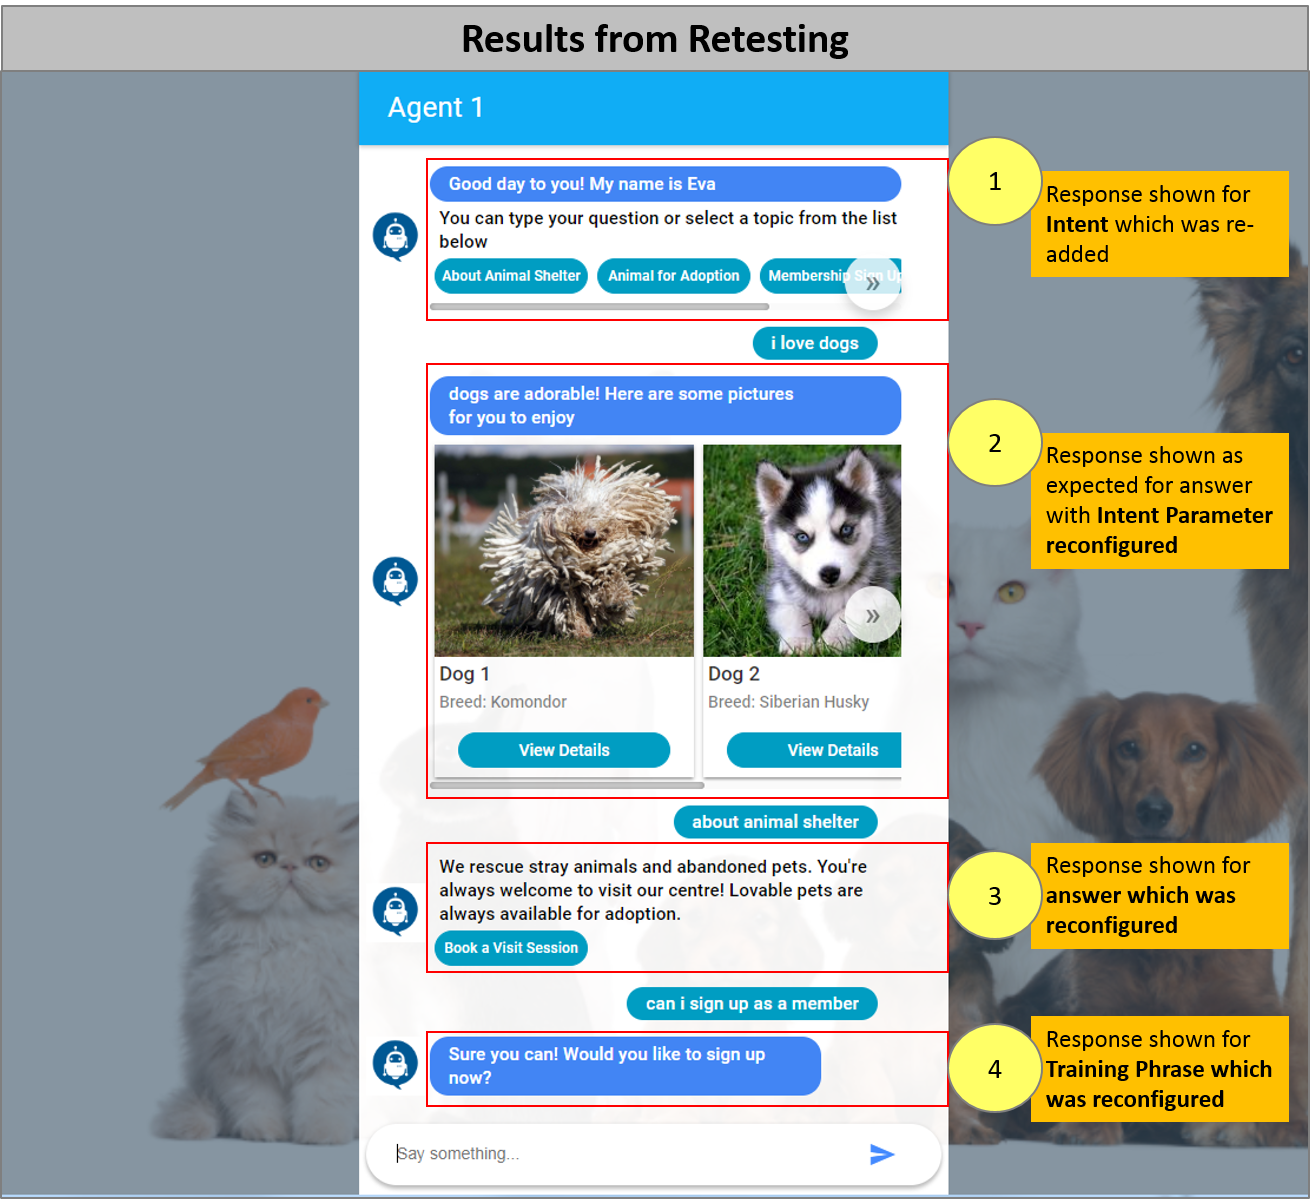 Results from Retesting
Agent 1
Good day to you! My name is Eva
You can type your question or select a topic from the list
below
About Animal Shelter
Animal for Adoption
Membership Sign Up
»
1
Response shown for
Intent which was re-
added
i love dogs
dogs are adorable! Here are some pictures
for you to enjoy
»
Dog 1
Breed: Komondor
View Details
Dog 2
Breed: Siberian Husky
View Details
2
Response shown as
expected for answer
with Intent Parameter
reconfigured
about animal shelter
We rescue stray animals and abandoned pets. You're
always welcome to visit our centre! Lovable pets are
always available for adoption.
Book a Visit Session
3
Response shown for
answer which was
reconfigured
can i sign up as a member
Sure you can! Would you like to sign up
now?
4
Response shown for
Training Phrase which
was reconfigured
Say something...